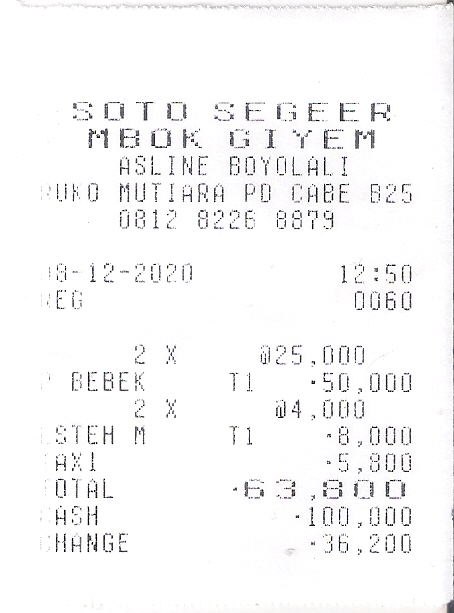 SOTO SEGEER
MBOK GIYEM
ASLINE BOYOLALI
RUKO MUTIARA PD CABE B25
0812 8226 8879
08-12-2020 12:50
REG 0060
2 X @25,000
BEBEK T1 ·50,000
2 X @4,000
ESTEH M T1 ·8,000
TAX1 ·5,800
TOTAL ·63,800
CASH ·100,000
CHANGE ·36,200